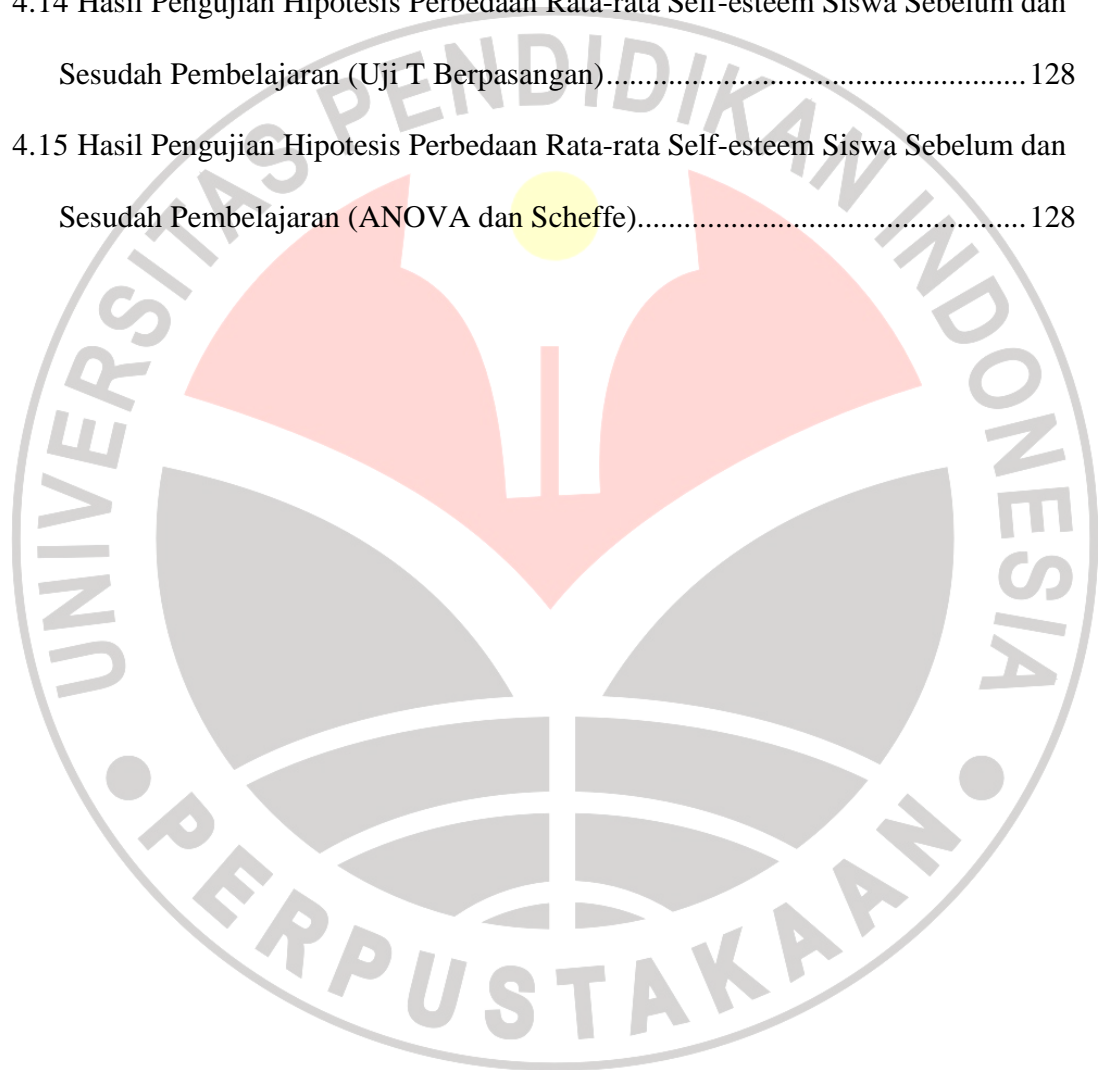 4.14 Hasil Pengujian Hipotesis Perbedaan Rata-rata Self-esteem Siswa Sebelum dan
Sesudah Pembelajaran (Uji T Berpasangan)..................................................... 128
4.15 Hasil Pengujian Hipotesis Perbedaan Rata-rata Self-esteem Siswa Sebelum dan
Sesudah Pembelajaran (ANOVA dan Scheffe)................................................. 128
UNIVERSITAS PENDIDIKAN INDONESIA
PERPUSTAKAAN